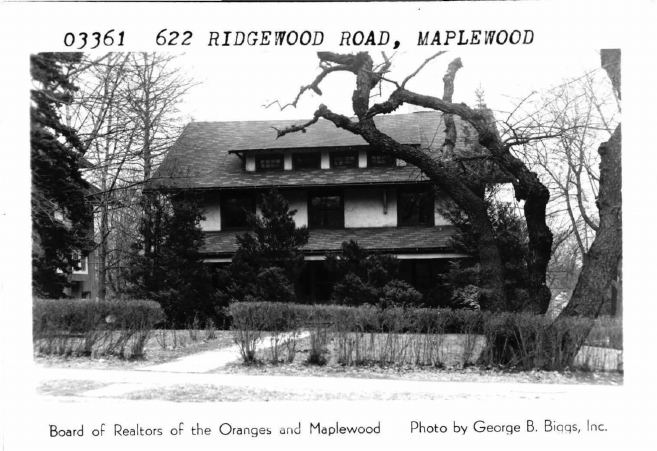 03361 622 RIDGEWOOD ROAD, MAPLEWOOD
Board of Realtors of the Oranges and Maplewood Photo by George B. Biggs, Inc.